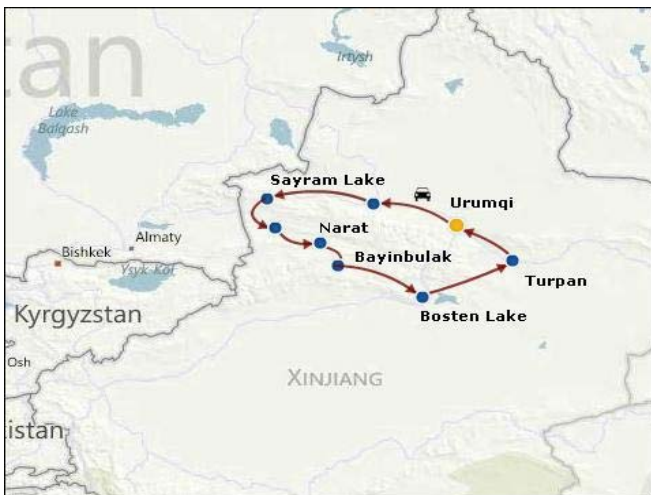 tan
Irtysh
Lake
Balqash
Sayram Lake
Urumqi
Narat
Almaty
Bishkek
Bayinbulak
Ysyk-Kol
Turpan
Kyrgyzstan
Bosten Lake
Osh
XINJIANG
kistan